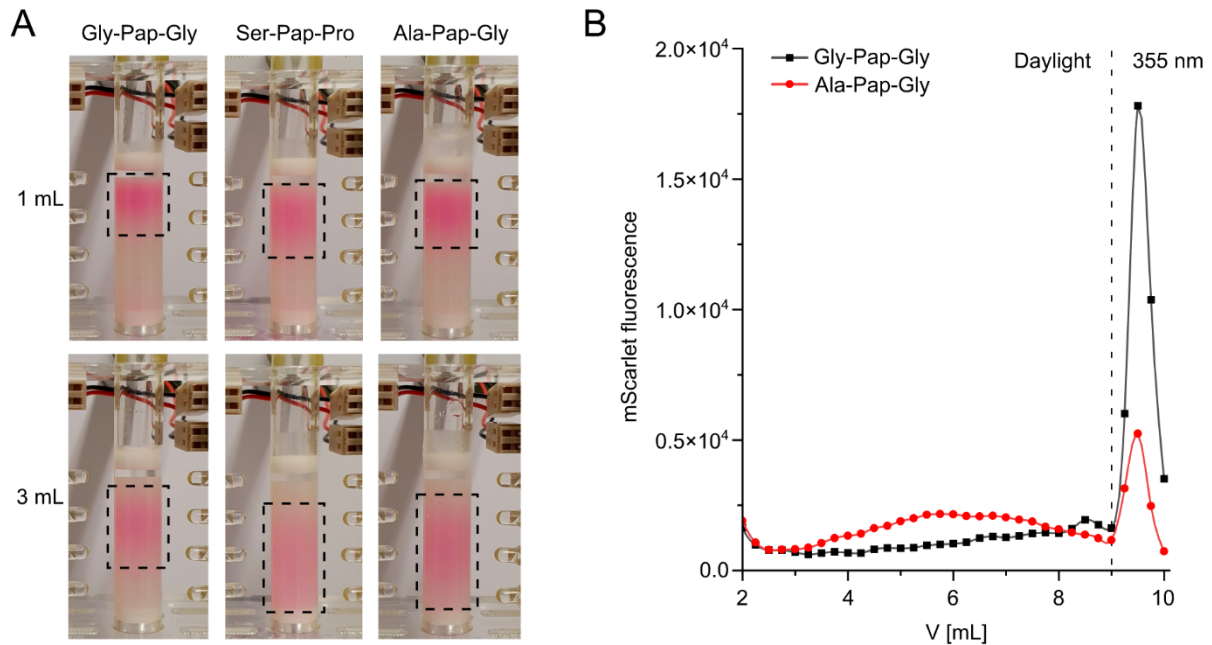 A
Gly-Pap-Gly Ser-Pap-Pro Ala-Pap-Gly
1 mL
3 mL
B
Gly-Pap-Gly
Ala-Pap-Gly
Daylight 355 nm
mScarlet fluorescence
2.0×10⁴
1.5×10⁴
1.0×10⁴
0.5×10⁴
0.0
2 4 6 8 10
V [mL]